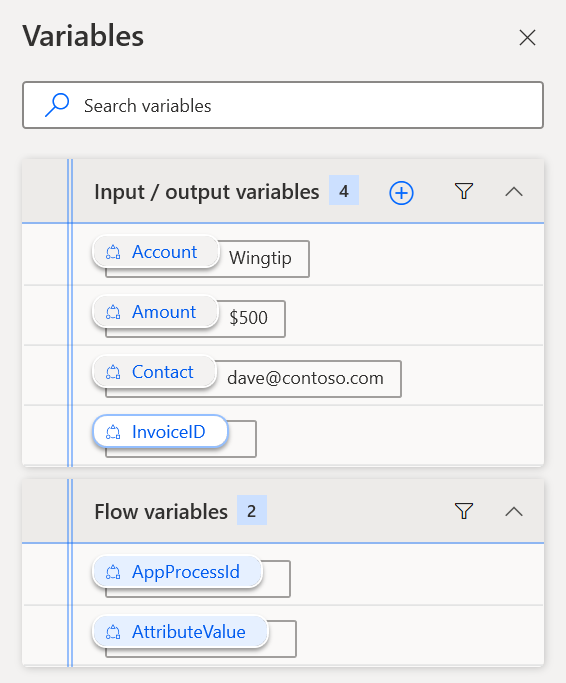 Variables
Search variables
Input / output variables 4
Account Wingtip
Amount $500
Contact dave@contoso.com
InvoiceID
Flow variables 2
AppProcessId
AttributeValue